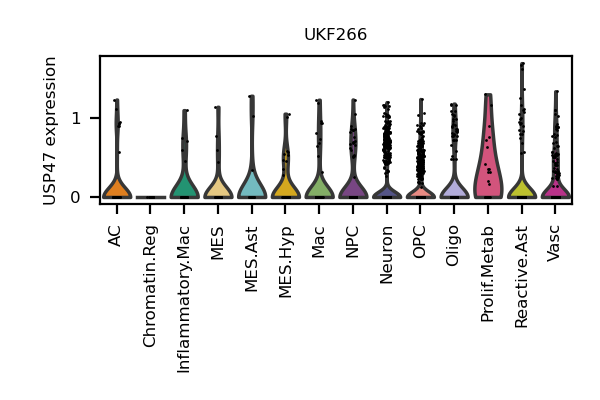 UKF266
USP47 expression
1
0
AC
Chromatin.Reg
Inflammatory.Mac
MES
MES.Ast
MES.Hyp
Mac
NPC
Neuron
OPC
Oligo
Prolif.Metab
Reactive.Ast
Vasc